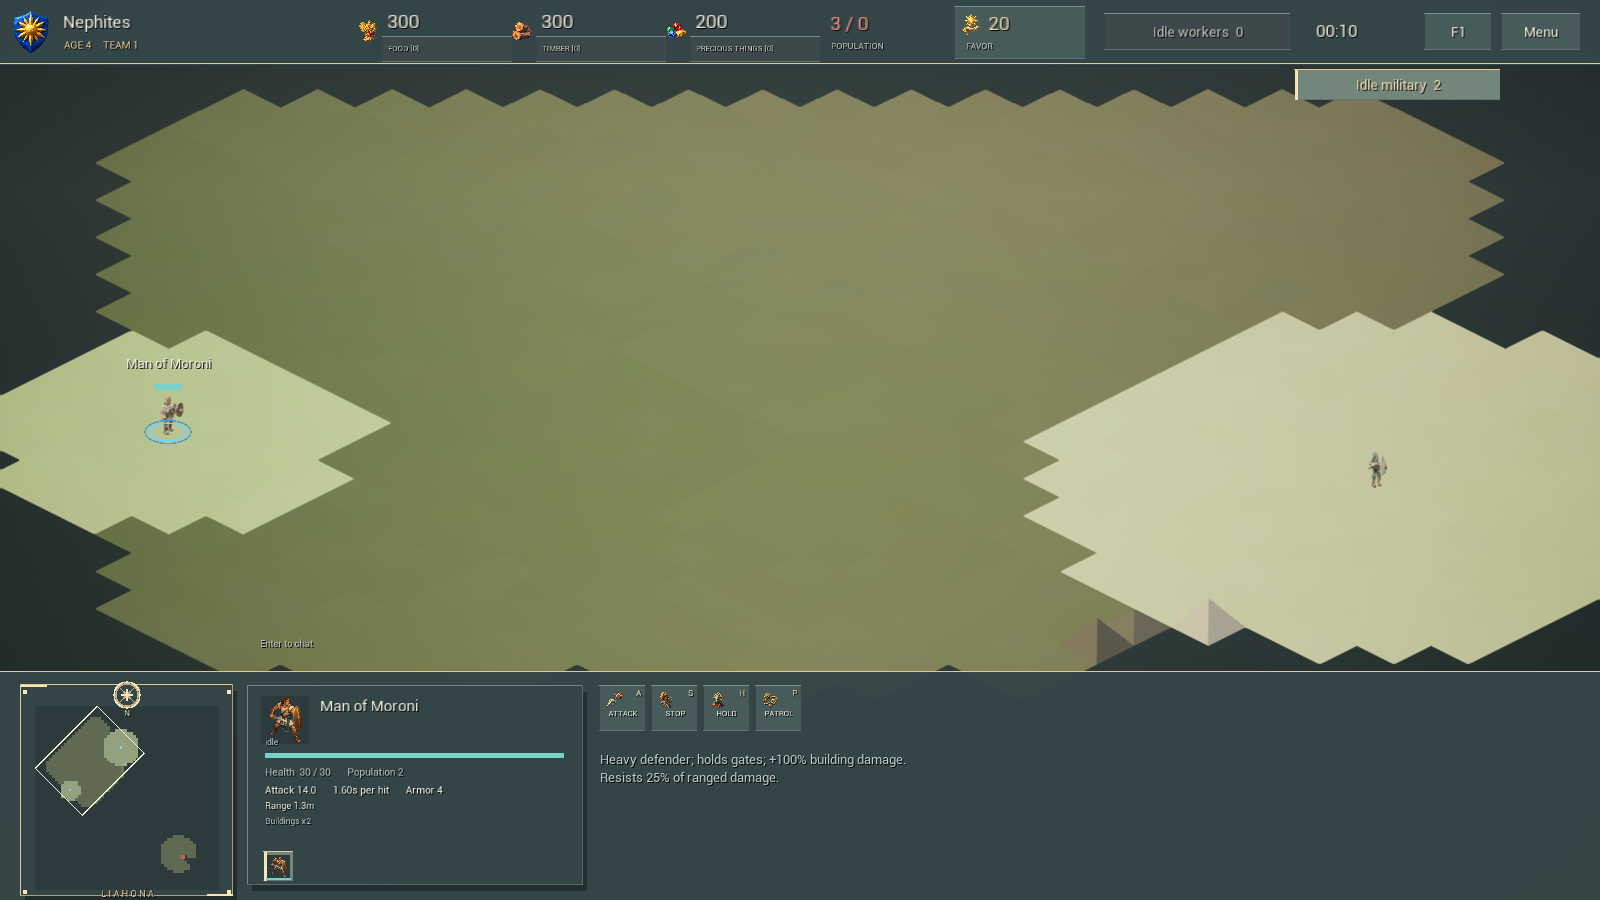 Nephites
AGE 4 TEAM 1
300
FOOD [0]
300
TIMBER [0]
200
PRECIOUS THINGS [0]
3 / 0
POPULATION
20
FAVOR
Idle workers 0
00:10
F1
Menu
Idle military 2
Man of Moroni
Enter to chat
N
LIAHONA
Man of Moroni
idle
Health 30 / 30 Population 2
Attack 14.0 1.60s per hit Armor 4
Range 1.3m
Buildings x2
A
ATTACK
S
STOP
H
HOLD
P
PATROL
Heavy defender; holds gates; +100% building damage.
Resists 25% of ranged damage.